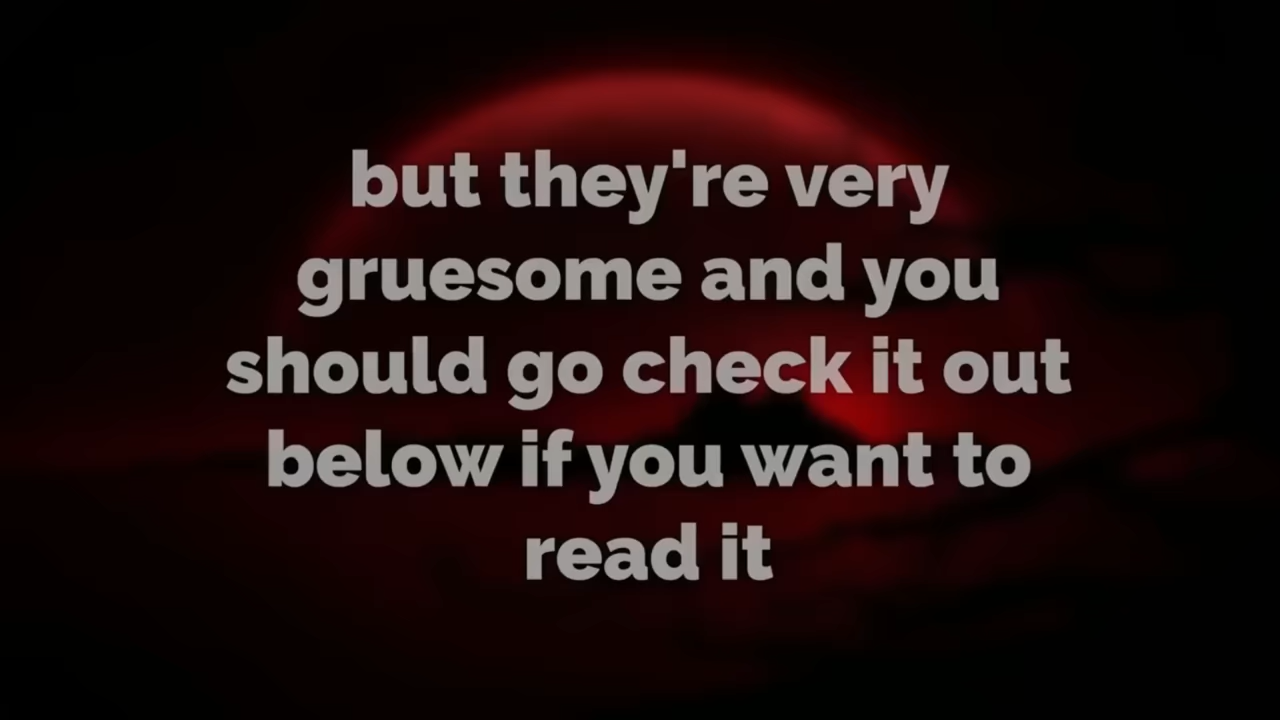 but they're very
gruesome and you
should go check it out
below if you want to
read it